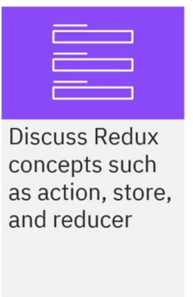 Discuss Redux
concepts such
as action, store,
and reducer